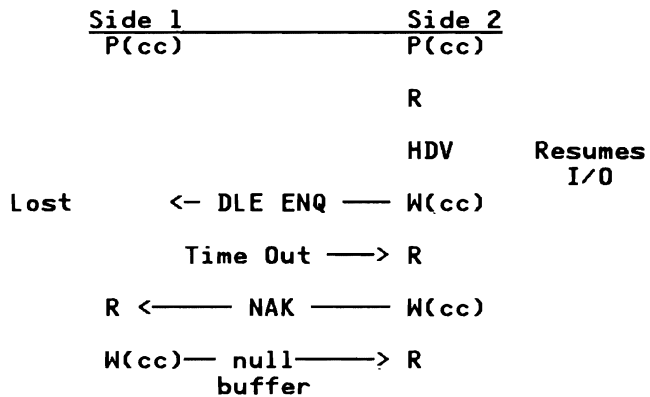 Side 1 Side 2
P(cc) P(cc)
R
HDV Resumes I/O
Lost <— DLE ENQ —— W(cc)
Time Out ——> R
R <—— NAK —— W(cc)
W(cc)— null buffer ——> R